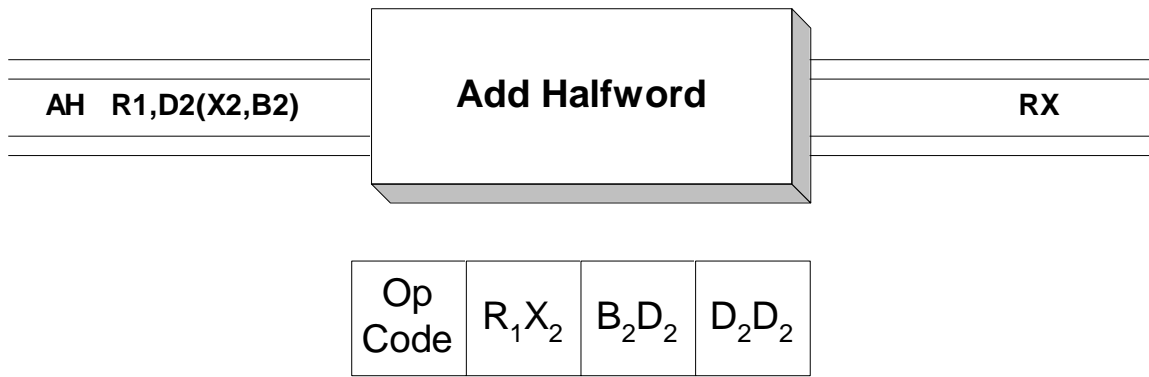 AH R1,D2(X2,B2)
Add Halfword
RX
Op
Code
R₁X₂
B₂D₂
D₂D₂